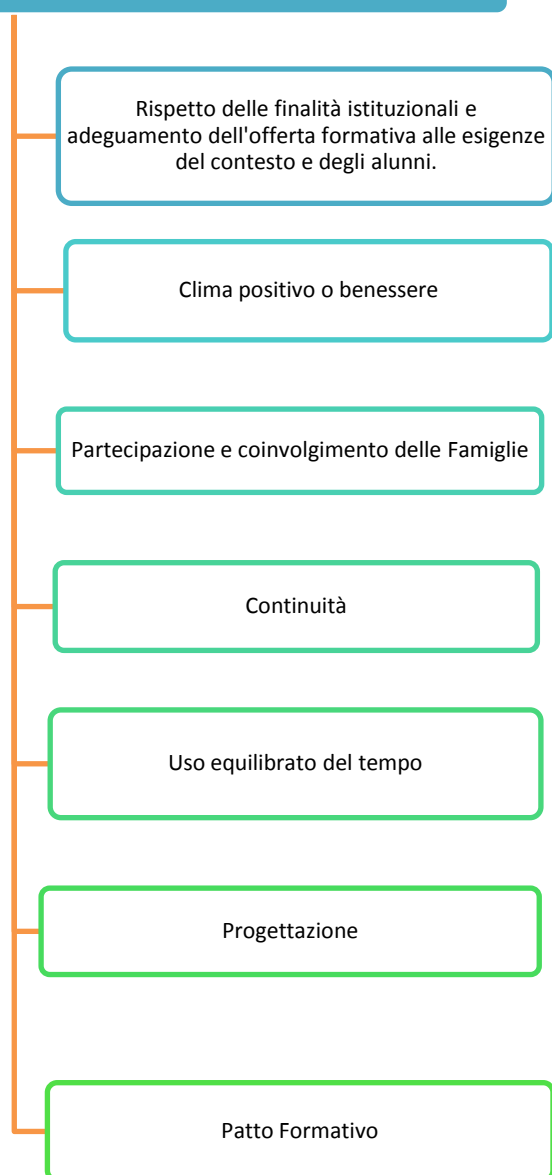 Rispetto delle finalità istituzionali e
adeguamento dell'offerta formativa alle esigenze
del contesto e degli alunni.
Clima positivo o benessere
Partecipazione e coinvolgimento delle Famiglie
Continuità
Uso equilibrato del tempo
Progettazione
Patto Formativo